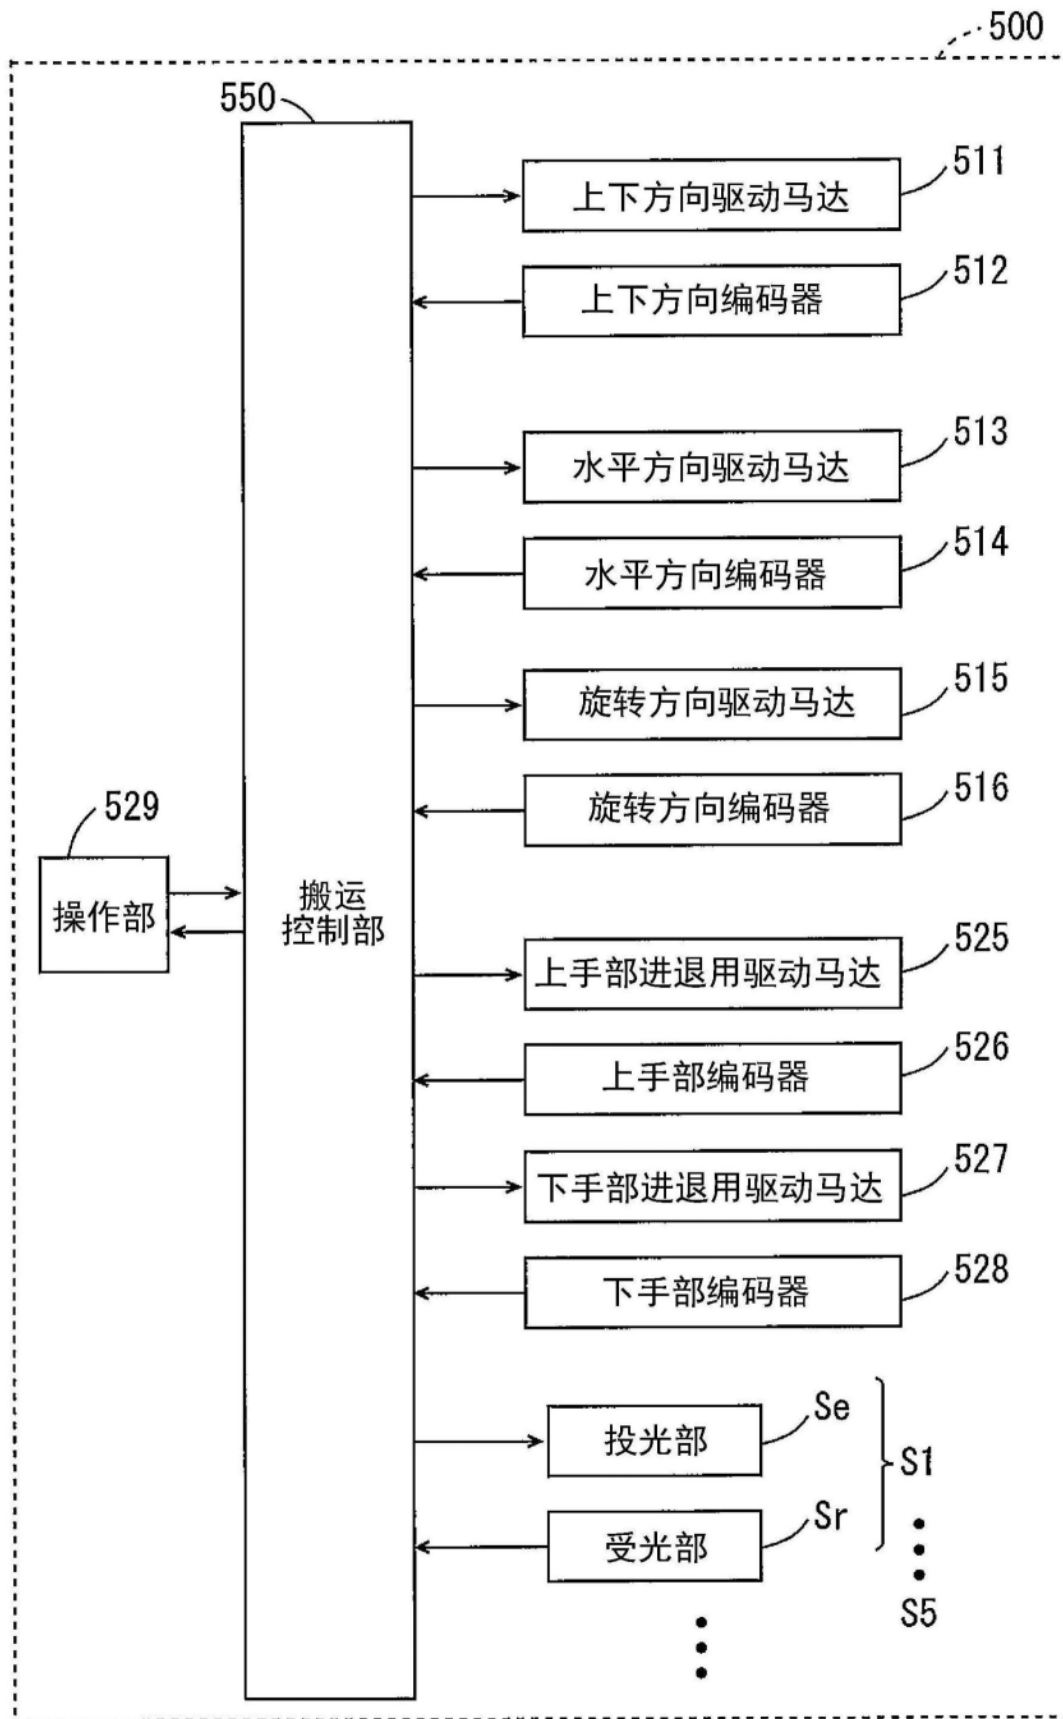 500
550
511
上下方向驱动马达
512
上下方向编码器
513
水平方向驱动马达
514
水平方向编码器
515
旋转方向驱动马达
516
旋转方向编码器
529
操作部
搬运
控制部
525
上手部进退用驱动马达
526
上手部编码器
527
下手部进退用驱动马达
528
下手部编码器
Se
投光部
S1
Sr
受光部
S5